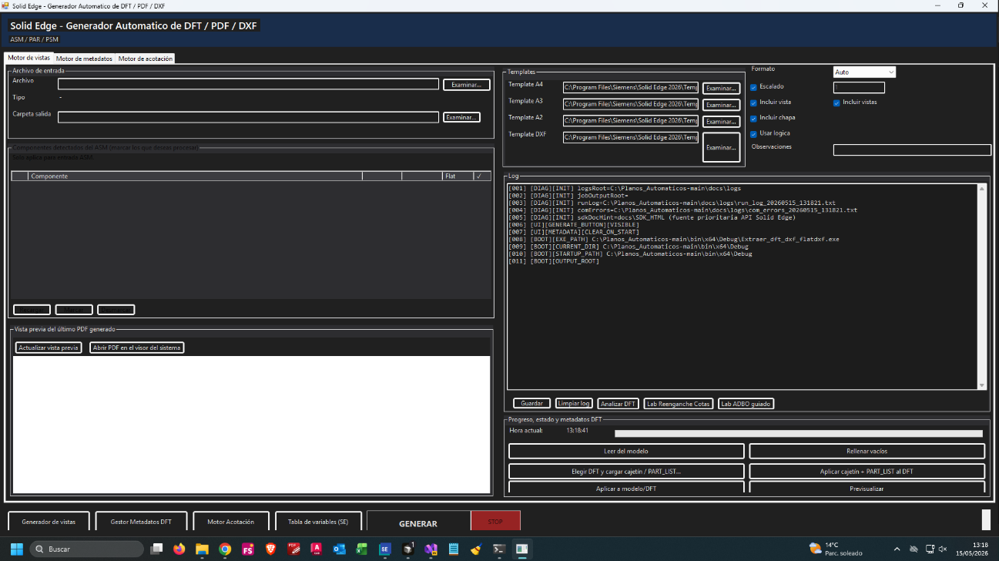 Solid Edge - Generador Automatico de DFT / PDF / DXF
Solid Edge - Generador Automatico de DFT / PDF / DXF
ASM / PAR / PSM
Motor de vistas
Motor de metadatos
Motor de acotación
Archivo de entrada
Archivo
Examinar...
Tipo
-
Carpeta salida
Examinar...
Componentes detectados del ASM (marcar los que deseas procesar)
Solo aplica para entrada ASM
Componente
Flat
✓
Recargar
Marcar
Desmarcar
Vista previa del último PDF generado
Actualizar vista previa
Abrir PDF en el visor del sistema
Templates
Template A4
C:\Program Files\Siemens\Solid Edge 2026\Temp
Examinar...
Template A3
C:\Program Files\Siemens\Solid Edge 2026\Temp
Examinar...
Template A2
C:\Program Files\Siemens\Solid Edge 2026\Temp
Examinar...
Template DXF
C:\Program Files\Siemens\Solid Edge 2026\Temp
Examinar...
Formato
Auto
Escalado
1
Incluir vista
Incluir vistas
Incluir chapa
Usar logica
Observaciones
Log
[001] [DIAG][INIT] logsRoot=C:\Planos_Automaticos-main\docs\logs
[002] [DIAG][INIT] jobOutputRoot=
[003] [DIAG][INIT] runLog=C:\Planos_Automaticos-main\docs\logs\run_log_20260515_131821.txt
[004] [DIAG][INIT] comErrors=C:\Planos_Automaticos-main\docs\logs\com_errors_20260515_131821.txt
[005] [DIAG][INIT] sdkDocHint=docs\SDK_HTML (fuente prioritaria API Solid Edge)
[006] [UI][GENERATE_BUTTON][VISIBLE]
[007] [UI][METADATA][CLEAR_ON_START]
[008] [BOOT][EXE_PATH] C:\Planos_Automaticos-main\bin\x64\Debug\Extraer_dft_dxf_flatdxf.exe
[009] [BOOT][CURRENT_DIR] C:\Planos_Automaticos-main\bin\x64\Debug
[010] [BOOT][STARTUP_PATH] C:\Planos_Automaticos-main\bin\x64\Debug
[011] [BOOT][OUTPUT_ROOT]
Guardar
Limpiar log
Analizar DFT
Lab Reenganche Cotas
Lab ADBO guiado
Progreso, estado y metadatos DFT
Hora actual:
13:18:41
Leer del modelo
Rellenar vacíos
Elegir DFT y cargar cajetín / PART_LIST...
Aplicar cajetín + PART_LIST al DFT
Aplicar a modelo/DFT
Previsualizar
Generador de vistas
Gestor Metadatos DFT
Motor Acotación
Tabla de variables (SE)
GENERAR
STOP
Buscar
FS
PDF
A
SE
1
14°C
Parc. soleado
13:18
15/05/2026